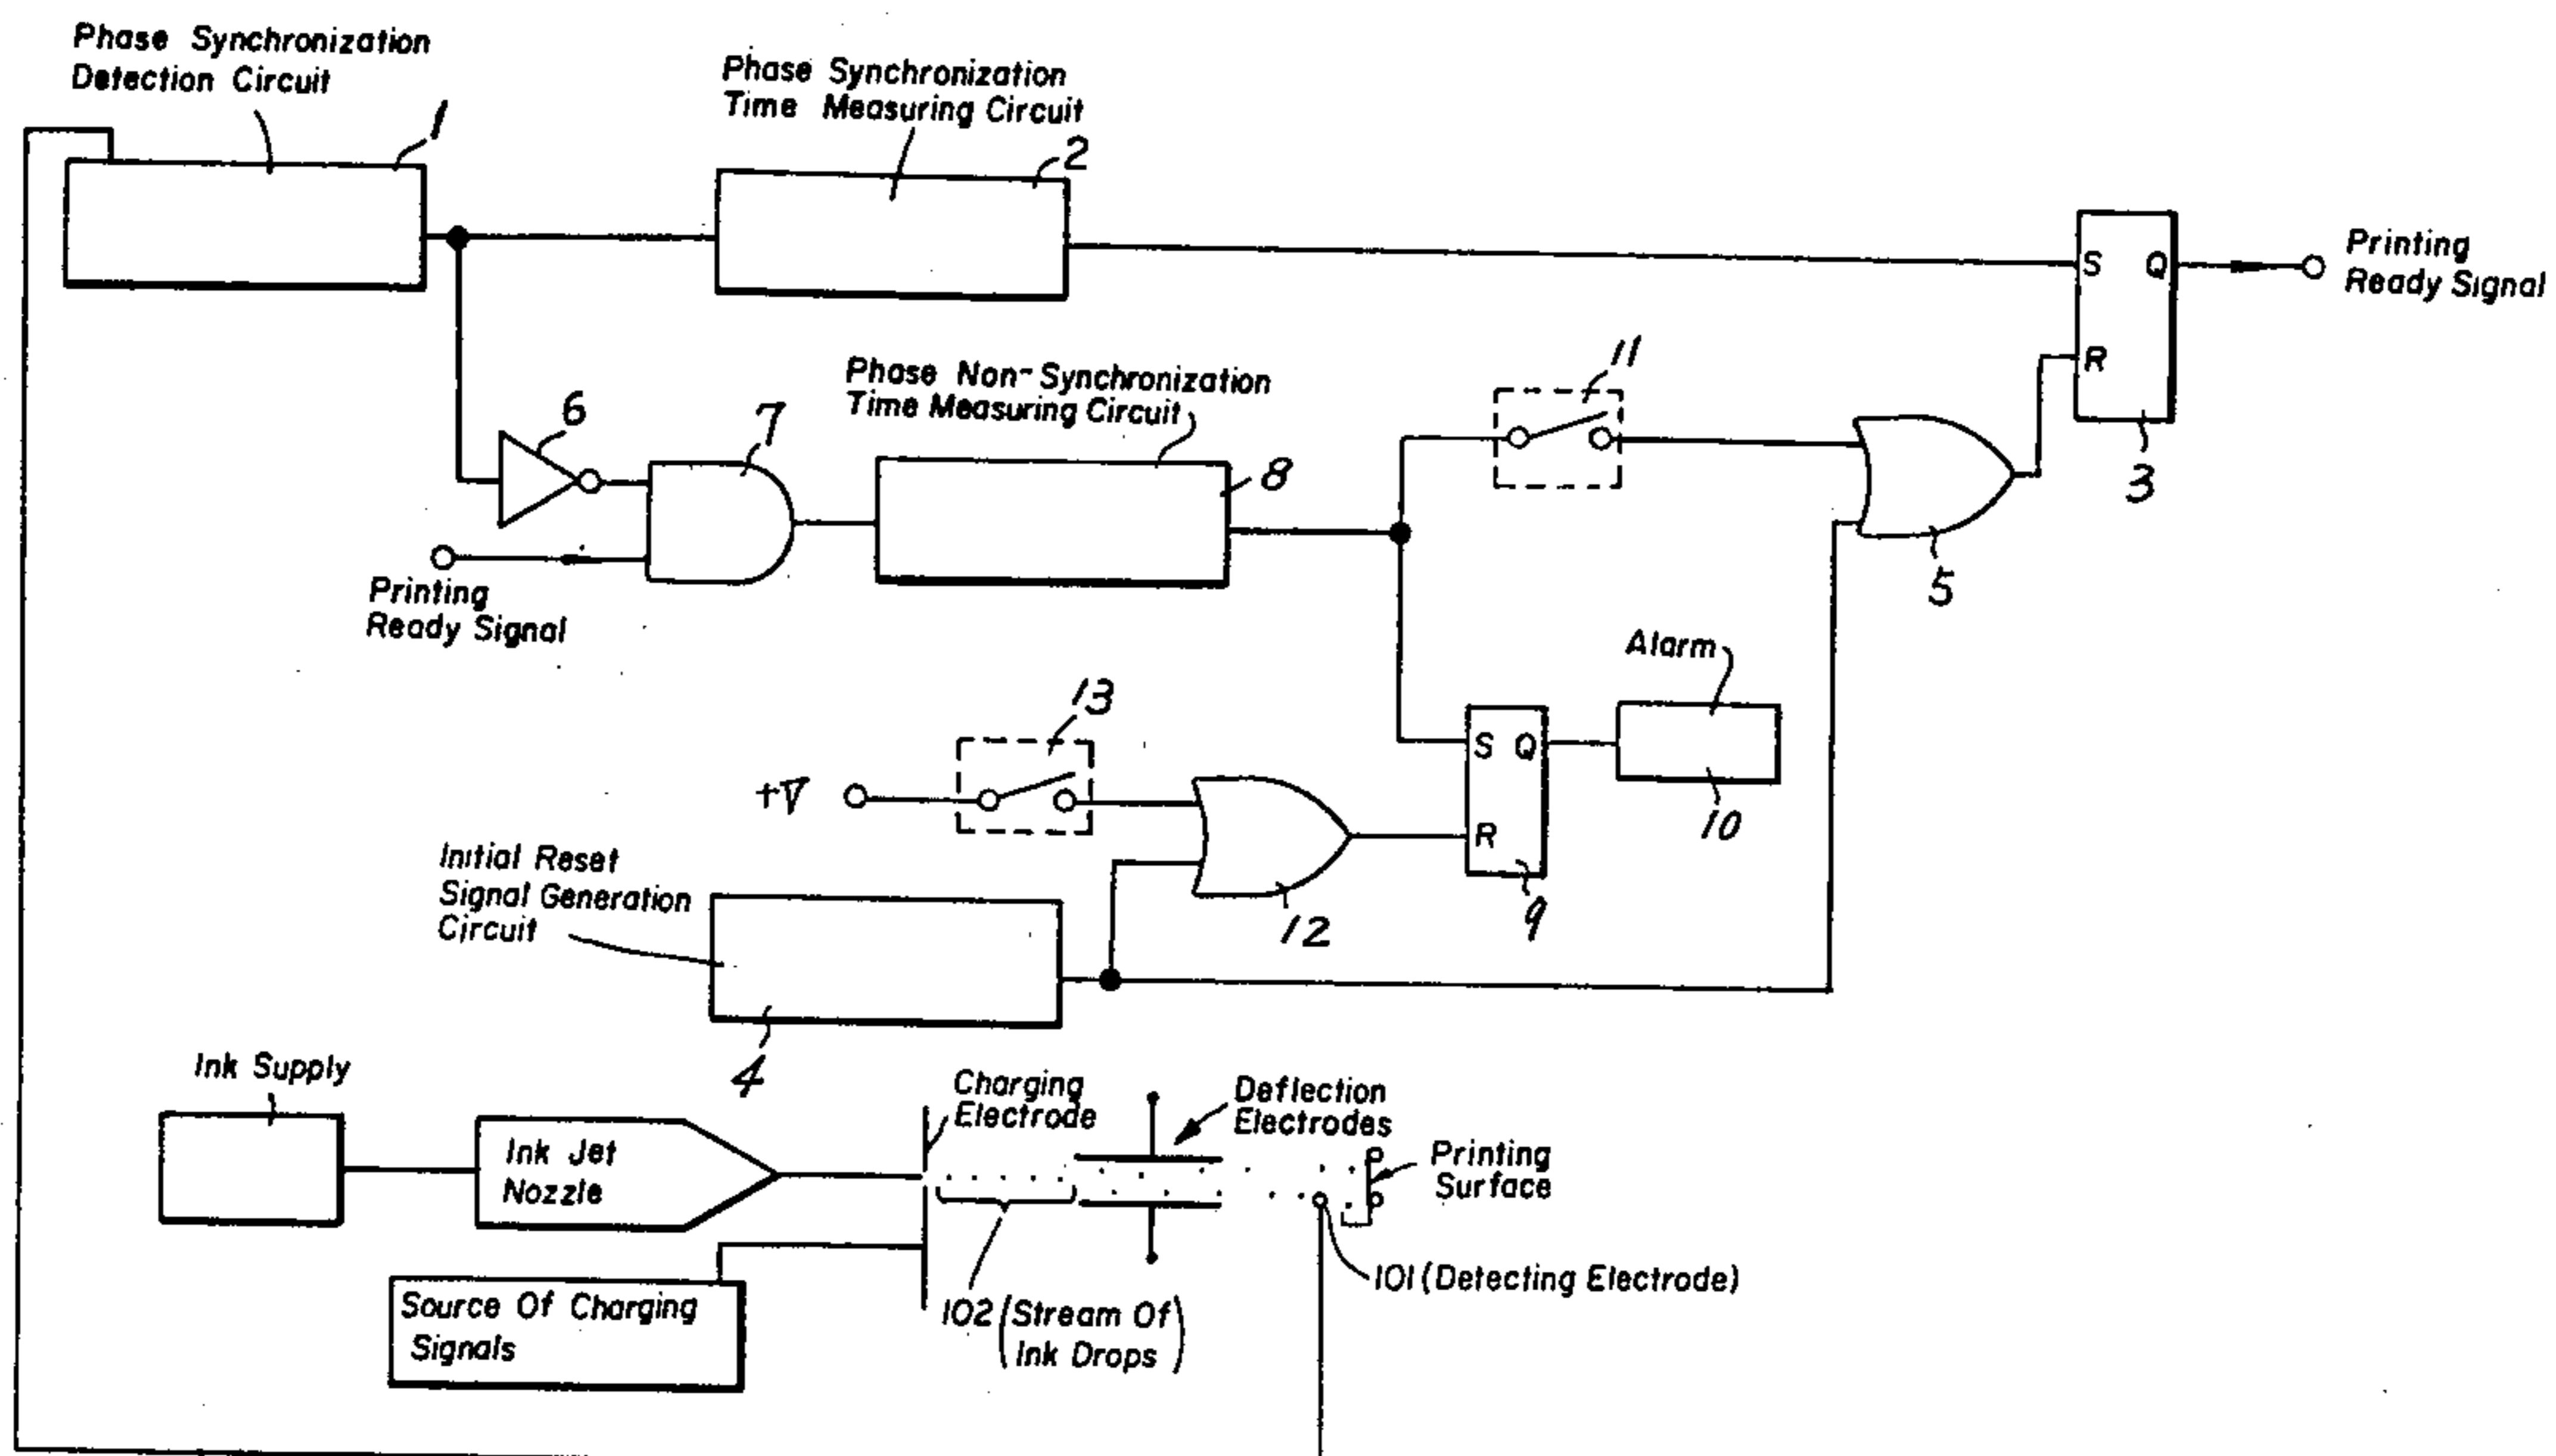 Phase Synchronization
Detection Circuit
1
Phase Synchronization
Time Measuring Circuit
2
S
Q
R
3
Printing
Ready Signal
6
7
Phase Non-Synchronization
Time Measuring Circuit
8
11
5
Printing
Ready Signal
13
+V
Alarm
10
S
Q
R
9
12
Initial Reset
Signal Generation
Circuit
4
Ink Supply
Ink Jet
Nozzle
Charging
Electrode
Deflection
Electrodes
Printing
Surface
101 (Detecting Electrode)
102 (Stream Of
Ink Drops)
Source Of Charging
Signals